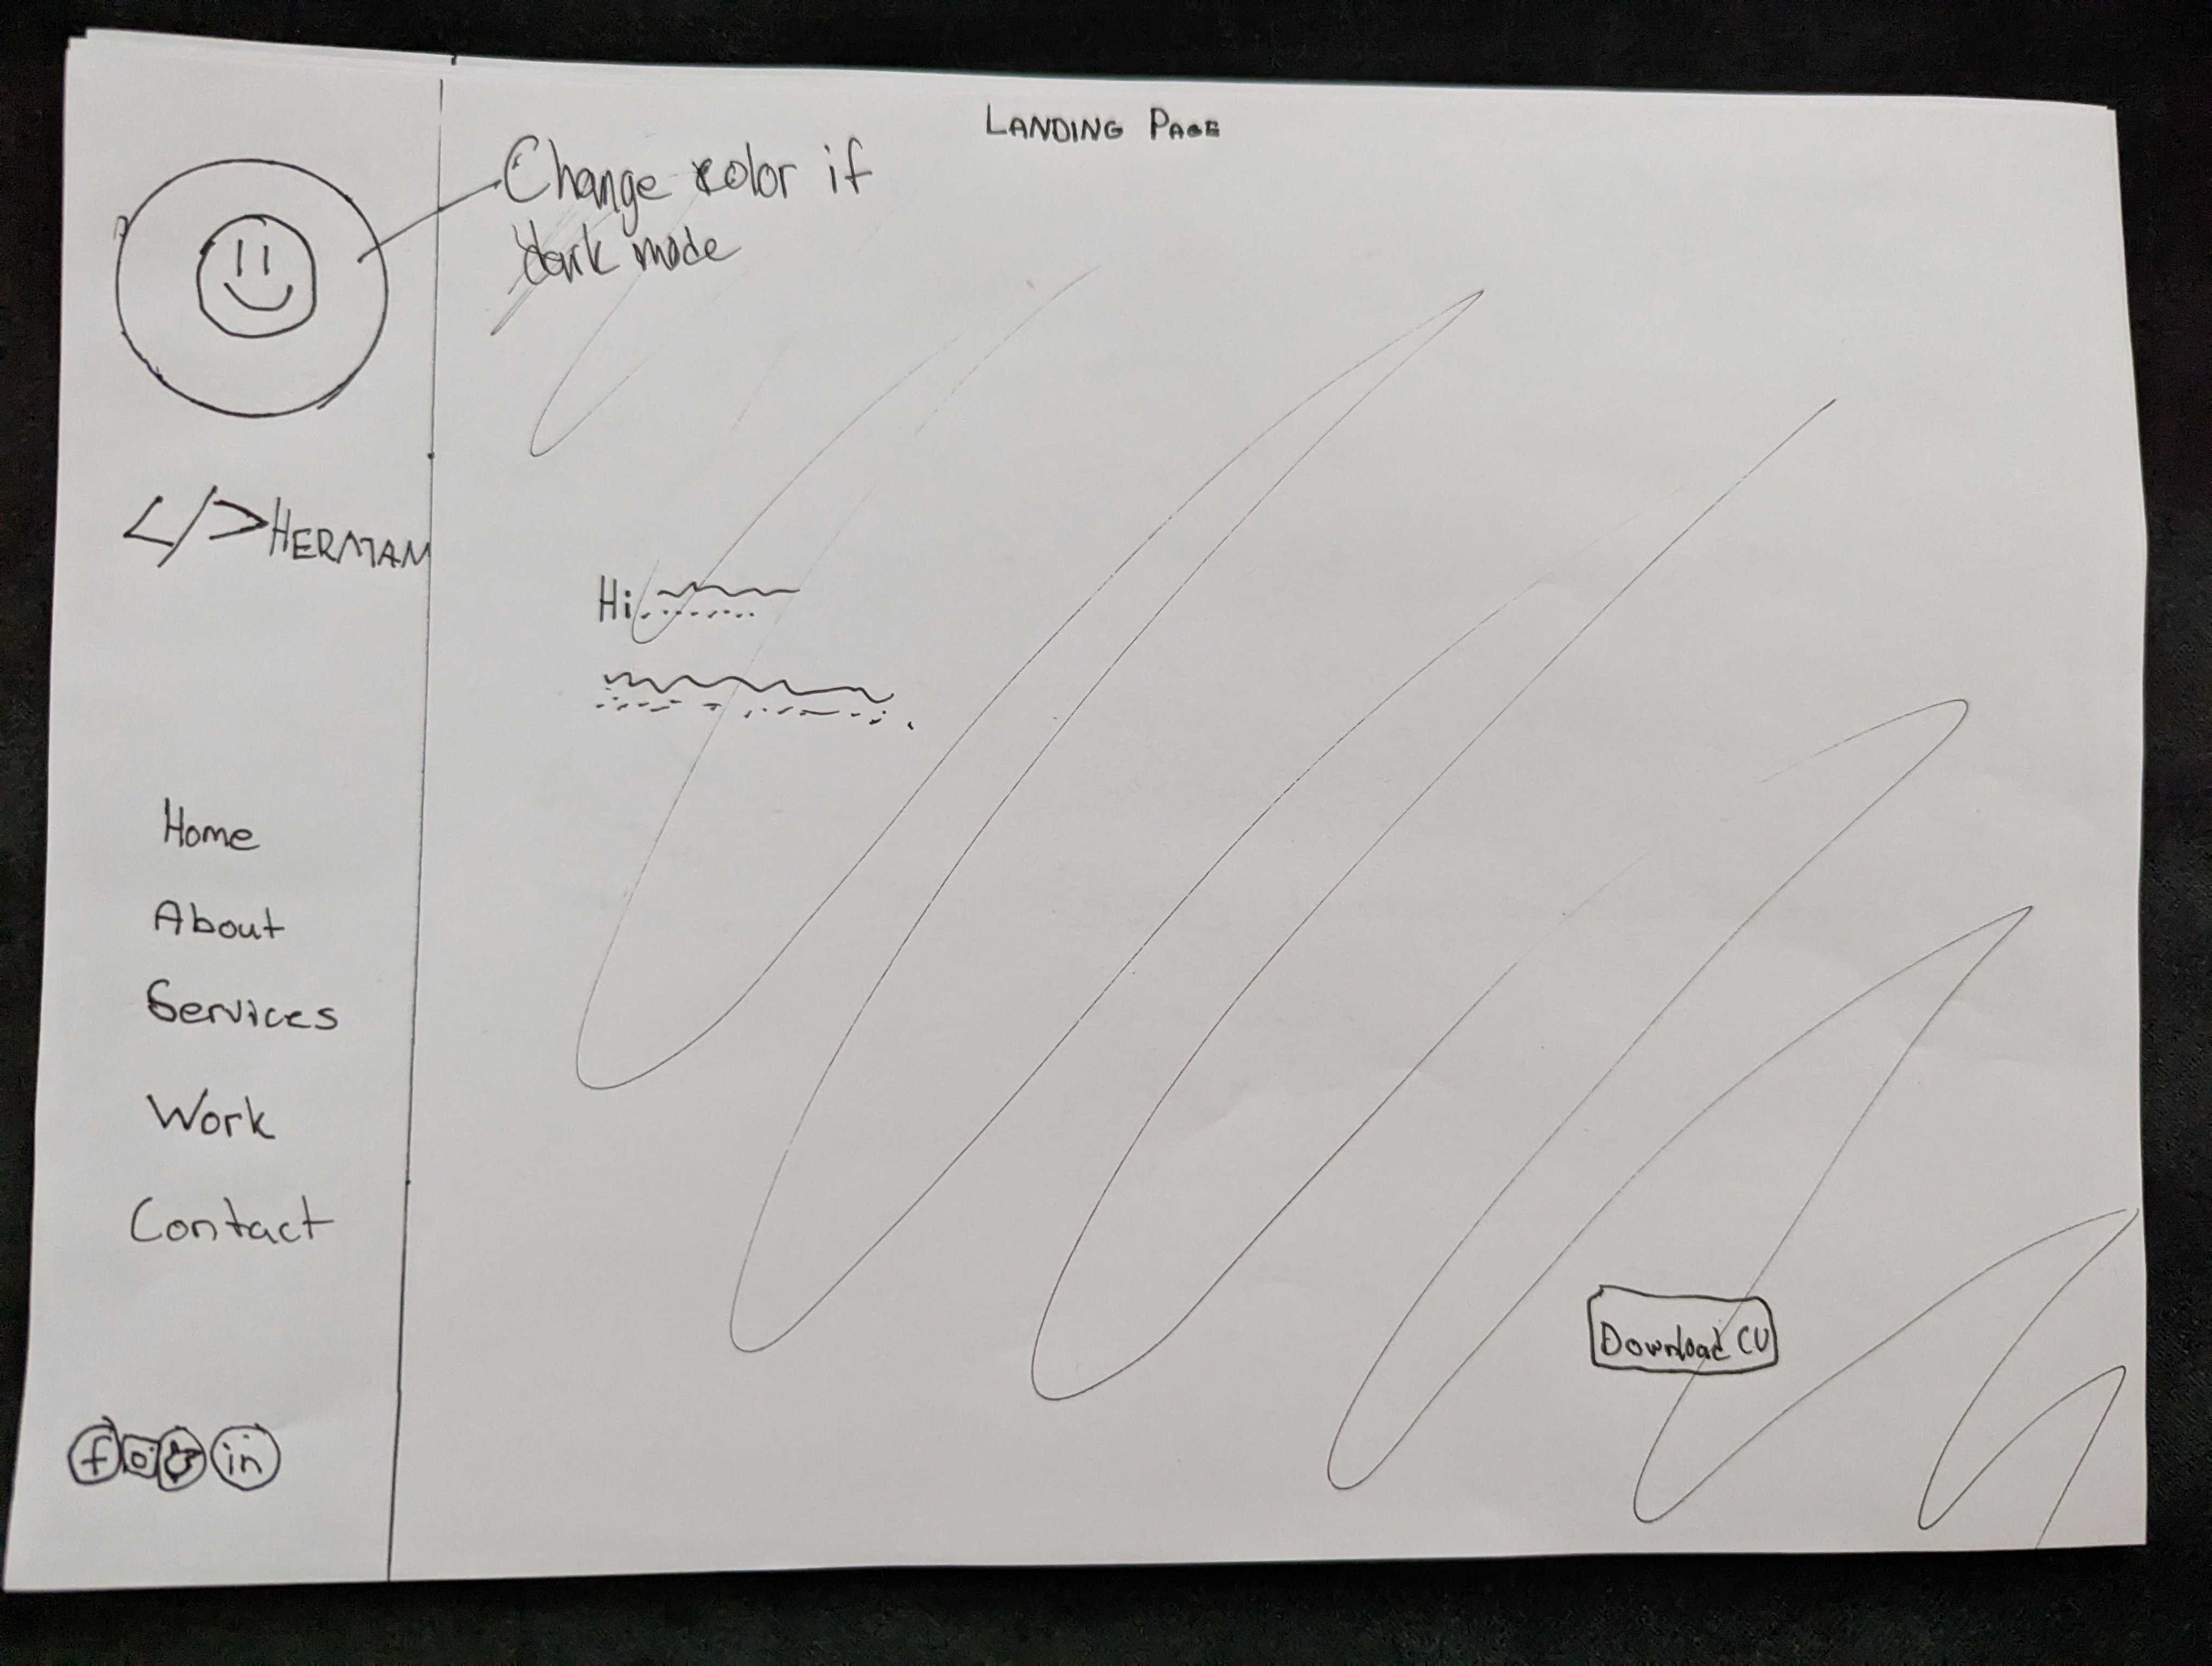 LANDING PAGE
Change color if
dark mode
</>HERMAN
Hi
Home
About
Services
Work
Contact
Download CV
f
in